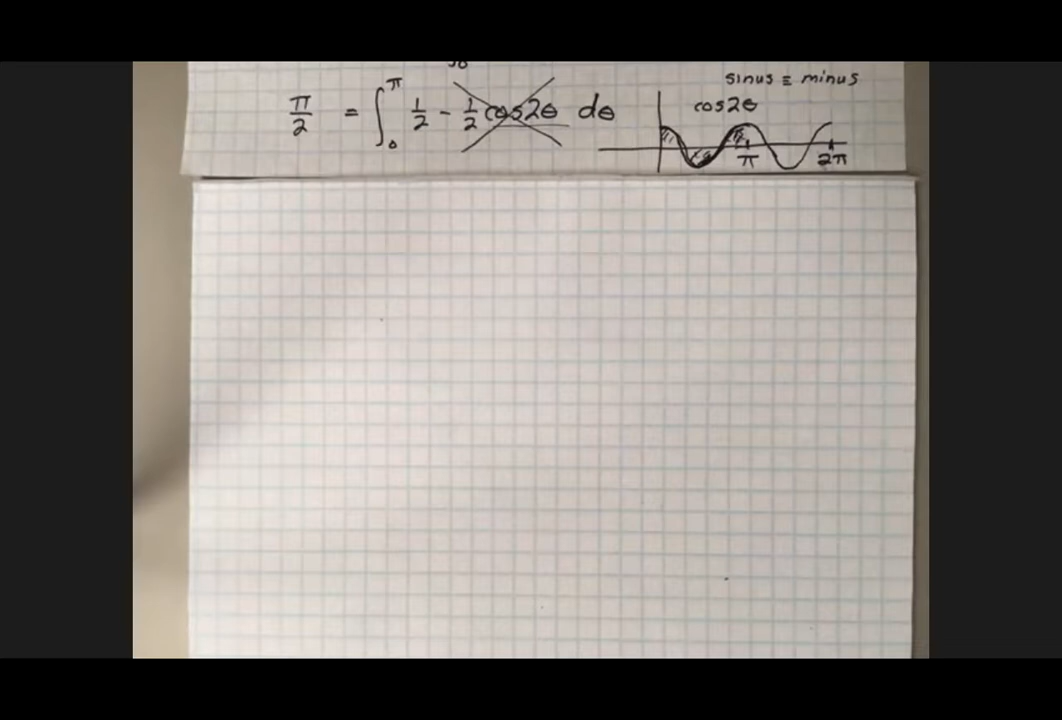 sinus ≡ minus
π/2 = ∫₀^π 1/2 - 1/2 cos2θ dθ
cos2θ
π 2π